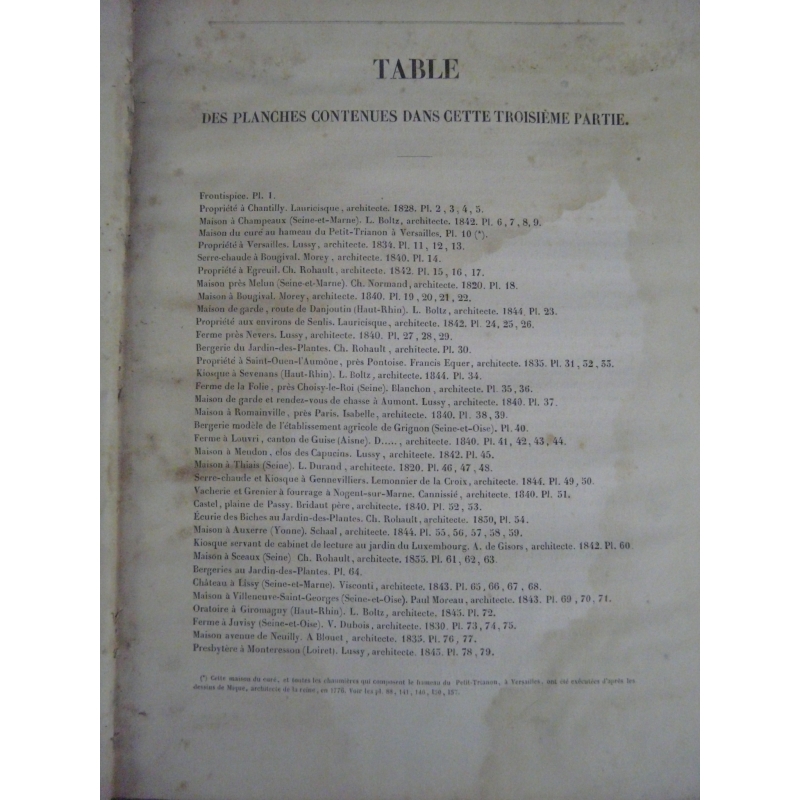 TABLE
DES PLANCHES CONTENUES DANS CETTE TROISIÈME PARTIE.
Frontispice. Pl. 1.
Propriété à Chantilly. Lauricisque, architecte. 1828. Pl. 2, 3, 4, 5.
Maison à Champeaux (Seine-et-Marne). L. Boltz, architecte. 1842. Pl. 6, 7, 8, 9.
Maison du curé au hameau du Petit-Trianon à Versailles. Pl. 10 (*).
Propriété à Versailles. Lussy, architecte. 1834. Pl. 11, 12, 13.
Serre-chaude à Bougival. Morey, architecte. 1840. Pl. 14.
Propriété à Egreuil. Ch. Rohault, architecte. 1842. Pl. 15, 16, 17.
Maison près Melun (Seine-et-Marne). Ch. Normand, architecte. 1820. Pl. 18.
Maison à Bougival. Morey, architecte. 1840. Pl. 19, 20, 21, 22.
Maison de garde, route de Danjoutin (Haut-Rhin). L. Boltz, architecte. 1844. Pl. 23.
Propriété aux environs de Senlis. Lauricisque, architecte. 1842. Pl. 24, 25, 26.
Ferme près Nevers. Lussy, architecte. 1840. Pl. 27, 28, 29.
Bergerie du Jardin-des-Plantes. Ch. Rohault, architecte. Pl. 30.
Propriété à Saint-Ouen-l'Aumône, près Pontoise. Francis Equer, architecte. 1835. Pl. 31, 32, 33.
Kiosque à Sevenans (Haut-Rhin). L. Boltz, architecte. 1844. Pl. 34.
Ferme de la Folie, près Choisy-le-Roi (Seine). Blanchon, architecte. Pl. 35, 36.
Maison de garde et rendez-vous de chasse à Aumont. Lussy, architecte. 1840. Pl. 37.
Maison à Romainville, près Paris. Isabelle, architecte. 1840. Pl. 38, 39.
Bergerie modèle de l'établissement agricole de Grignon (Seine-et-Oise). Pl. 40.
Ferme à Louvri, canton de Guise (Aisne). D....., architecte. 1840. Pl. 41, 42, 43, 44.
Maison à Meudon, clos des Capucins. Lussy, architecte. 1842. Pl. 45.
Maison à Thiais (Seine). L. Durand, architecte. 1820. Pl. 46, 47, 48.
Serre-chaude et Kiosque à Gennevilliers. Lemonnier de la Croix, architecte. 1844. Pl. 49, 50.
Vacherie et Grenier à fourrage à Nogent-sur-Marne. Cannissié, architecte. 1840. Pl. 51.
Castel, plaine de Passy. Bridaut père, architecte. 1840. Pl. 52, 53.
Écurie des Biches au Jardin-des-Plantes. Ch. Rohault, architecte. 1830, Pl. 54.
Maison à Auxerre (Yonne). Schaal, architecte. 1844. Pl. 55, 56, 57, 58, 59.
Kiosque servant de cabinet de lecture au jardin du Luxembourg. A. de Gisors, architecte. 1842. Pl. 60.
Maison à Sceaux (Seine) Ch. Rohault, architecte. 1835. Pl. 61, 62, 63.
Bergeries au Jardin-des-Plantes. Pl. 64.
Château à Lissy (Seine-et-Marne). Visconti, architecte. 1843. Pl. 65, 66, 67, 68.
Maison à Villeneuve-Saint-Georges (Seine-et-Oise). Paul Moreau, architecte. 1843. Pl. 69, 70, 71.
Oratoire à Giromagny (Haut-Rhin). L. Boltz, architecte. 1843. Pl. 72.
Ferme à Juvisy (Seine-et-Oise). V. Dubois, architecte. 1830. Pl. 73, 74, 75.
Maison avenue de Neuilly. A Blouet, architecte. 1835. Pl. 76, 77.
Presbytère à Monteresson (Loiret). Lussy, architecte. 1845. Pl. 78, 79.
(*) Cette maison du curé, et toutes les chaumières qui composent le hameau du Petit-Trianon, à Versailles, ont été exécutées d'après les
dessins de Mique, architecte de la reine, en 1778. Voir les pl.